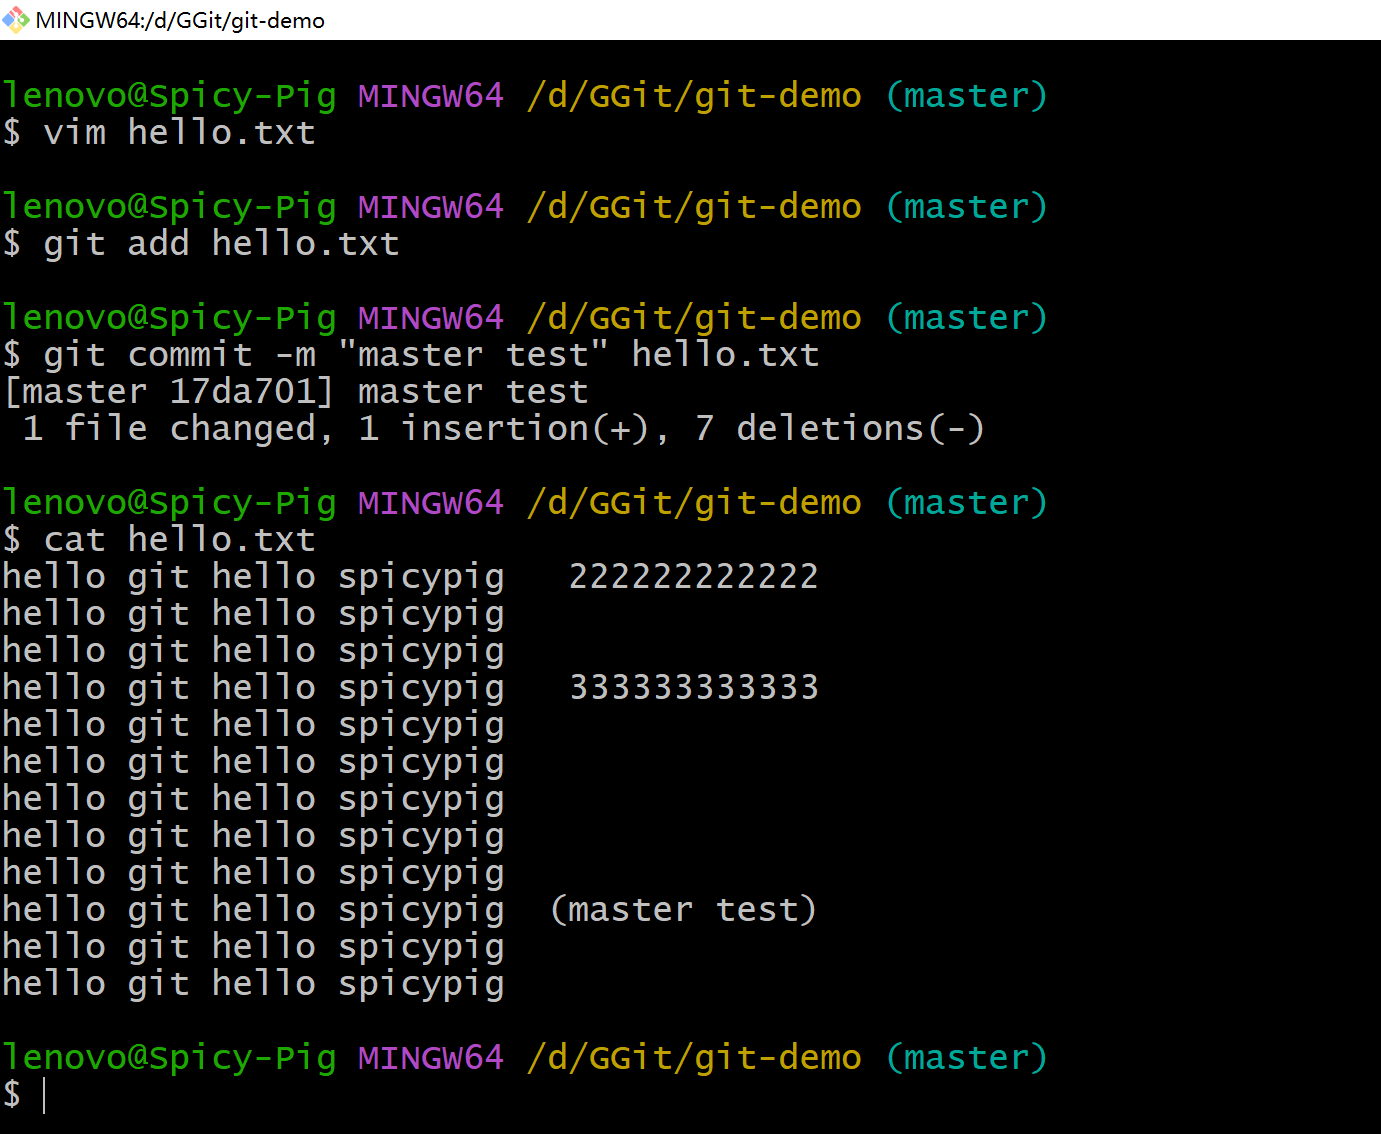 MINGW64:/d/GGit/git-demo
lenovo@Spicy-Pig MINGW64 /d/GGit/git-demo (master)
$ vim hello.txt
lenovo@Spicy-Pig MINGW64 /d/GGit/git-demo (master)
$ git add hello.txt
lenovo@Spicy-Pig MINGW64 /d/GGit/git-demo (master)
$ git commit -m "master test" hello.txt
[master 17da701] master test
 1 file changed, 1 insertion(+), 7 deletions(-)
lenovo@Spicy-Pig MINGW64 /d/GGit/git-demo (master)
$ cat hello.txt
hello git hello spicypig   222222222222
hello git hello spicypig
hello git hello spicypig
hello git hello spicypig   333333333333
hello git hello spicypig
hello git hello spicypig
hello git hello spicypig
hello git hello spicypig
hello git hello spicypig
hello git hello spicypig  (master test)
hello git hello spicypig
hello git hello spicypig
lenovo@Spicy-Pig MINGW64 /d/GGit/git-demo (master)
$